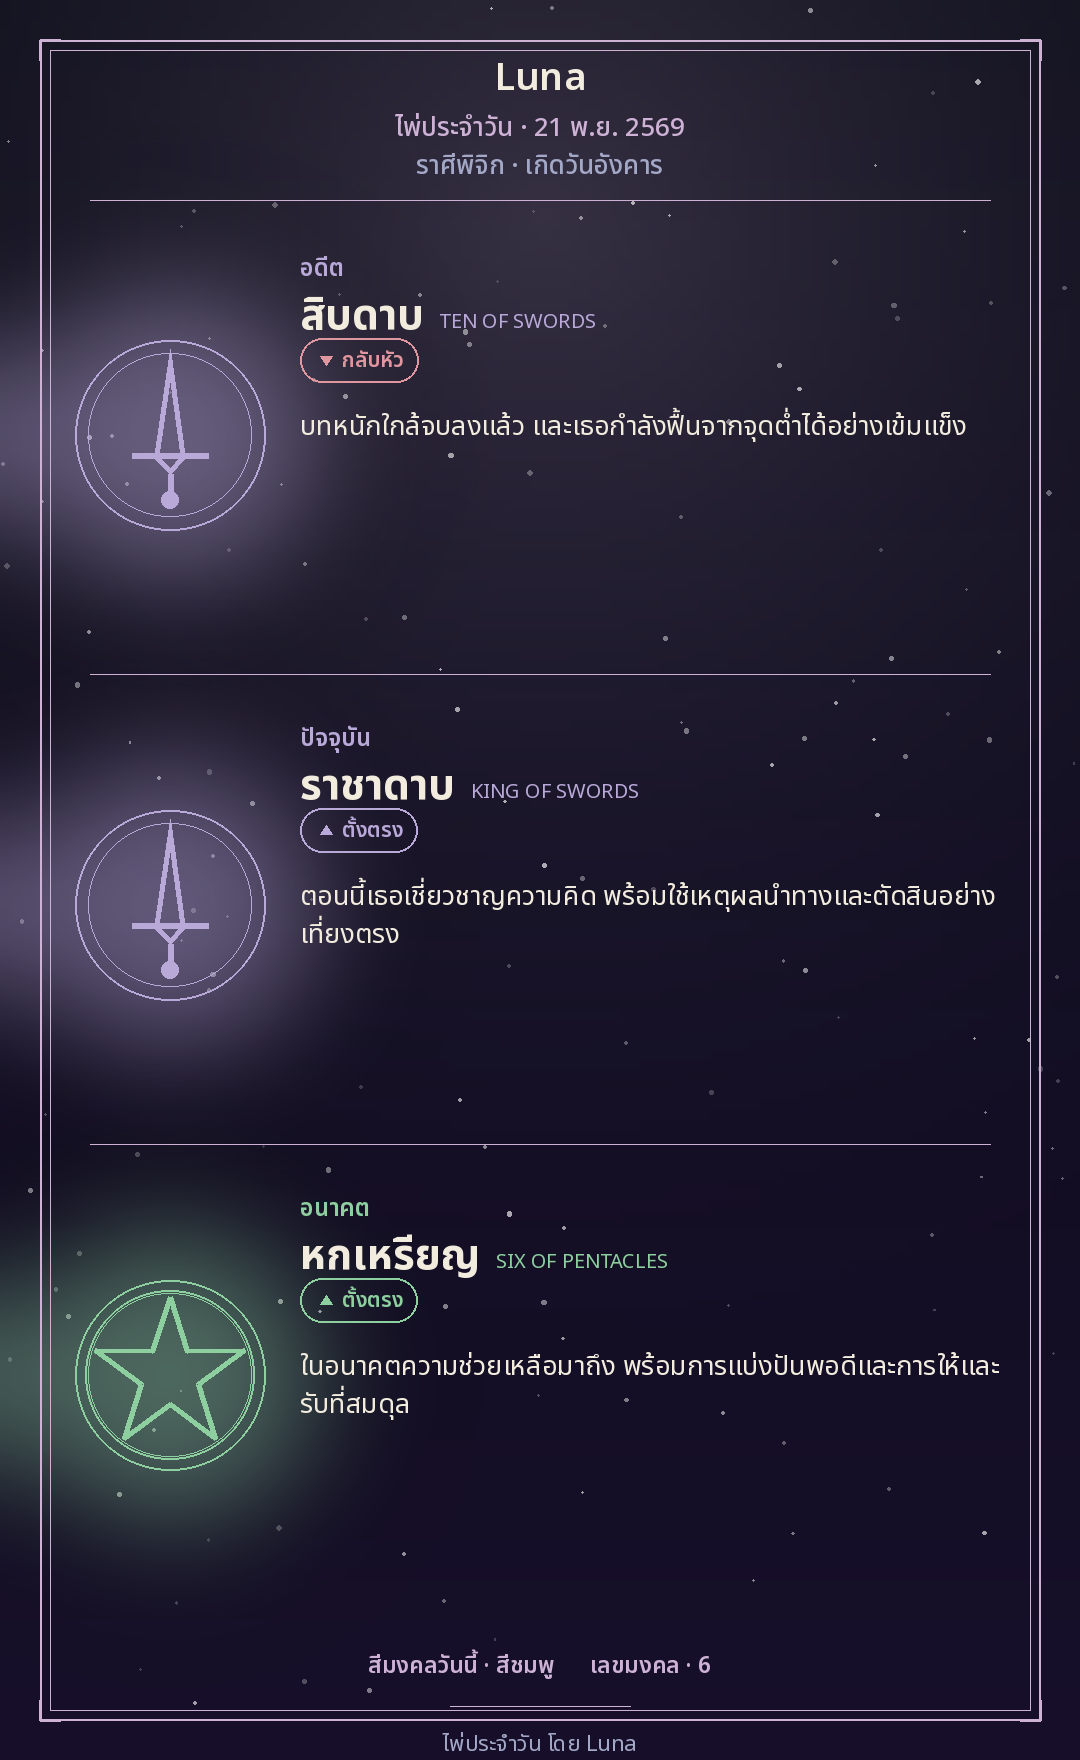 Luna
ไพ่ประจำวัน · 21 พ.ย. 2569
ราศีพิจิก · เกิดวันอังคาร
อดีต
สิบดาบ TEN OF SWORDS
▼ กลับหัว
บทหนักใกล้จบลงแล้ว และเธอกำลังฟื้นจากจุดต่ำได้อย่างเข้มแข็ง
ปัจจุบัน
ราชาดาบ KING OF SWORDS
▲ ตั้งตรง
ตอนนี้เธอเชี่ยวชาญความคิด พร้อมใช้เหตุผลนำทางและตัดสินอย่าง
เที่ยงตรง
อนาคต
หกเหรียญ SIX OF PENTACLES
▲ ตั้งตรง
ในอนาคตความช่วยเหลือมาถึง พร้อมการแบ่งปันพอดีและการให้และ
รับที่สมดุล
สีมงคลวันนี้ · สีชมพู เลขมงคล · 6
ไพ่ประจำวัน โดย Luna